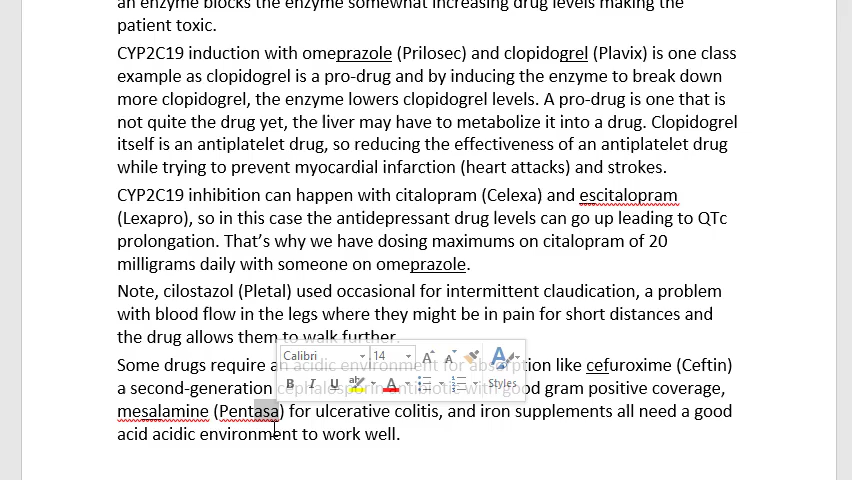 an enzyme blocks the enzyme somewhat increasing drug levels making the
patient toxic.
CYP2C19 induction with omeprazole (Prilosec) and clopidogrel (Plavix) is one class
example as clopidogrel is a pro-drug and by inducing the enzyme to break down
more clopidogrel, the enzyme lowers clopidogrel levels. A pro-drug is one that is
not quite the drug yet, the liver may have to metabolize it into a drug. Clopidogrel
itself is an antiplatelet drug, so reducing the effectiveness of an antiplatelet drug
while trying to prevent myocardial infarction (heart attacks) and strokes.
CYP2C19 inhibition can happen with citalopram (Celexa) and escitalopram
(Lexapro), so in this case the antidepressant drug levels can go up leading to QTc
prolongation. That's why we have dosing maximums on citalopram of 20
milligrams daily with someone on omeprazole.
Note, cilostazol (Pletal) used occasional for intermittent claudication, a problem
with blood flow in the legs where they might be in pain for short distances and
the drug allows them to walk further.
Calibri 14
Some drugs require an acidic environment for absorption like cefuroxime (Ceftin)
B I U A Styles
a second-generation cephalosporin antibiotic with good gram positive coverage,
mesalamine (Pentasa) for ulcerative colitis, and iron supplements all need a good
acid acidic environment to work well.